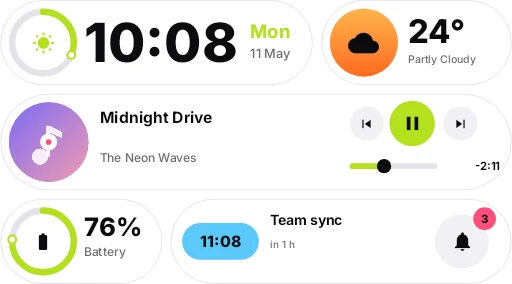 10:08
Mon
11 May
24°
Partly Cloudy
Midnight Drive
The Neon Waves
-2:11
76%
Battery
11:08
Team sync
in 1 h
3